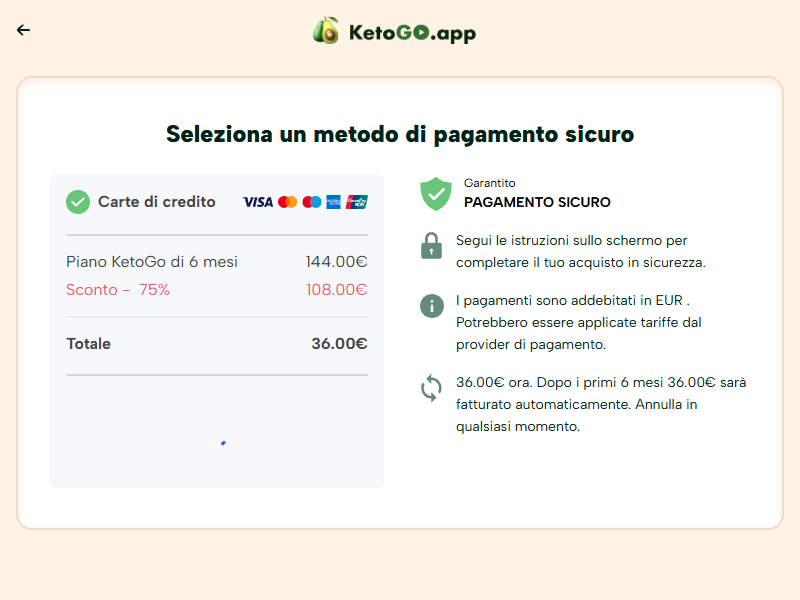 KetoGO.app
Seleziona un metodo di pagamento sicuro
Carte di credito VISA
Piano KetoGo di 6 mesi 144.00€
Sconto - 75% 108.00€
Totale 36.00€
Garantito
PAGAMENTO SICURO
Segui le istruzioni sullo schermo per
completare il tuo acquisto in sicurezza.
I pagamenti sono addebitati in EUR .
Potrebbero essere applicate tariffe dal
provider di pagamento.
36.00€ ora. Dopo i primi 6 mesi 36.00€ sarà
fatturato automaticamente. Annulla in
qualsiasi momento.